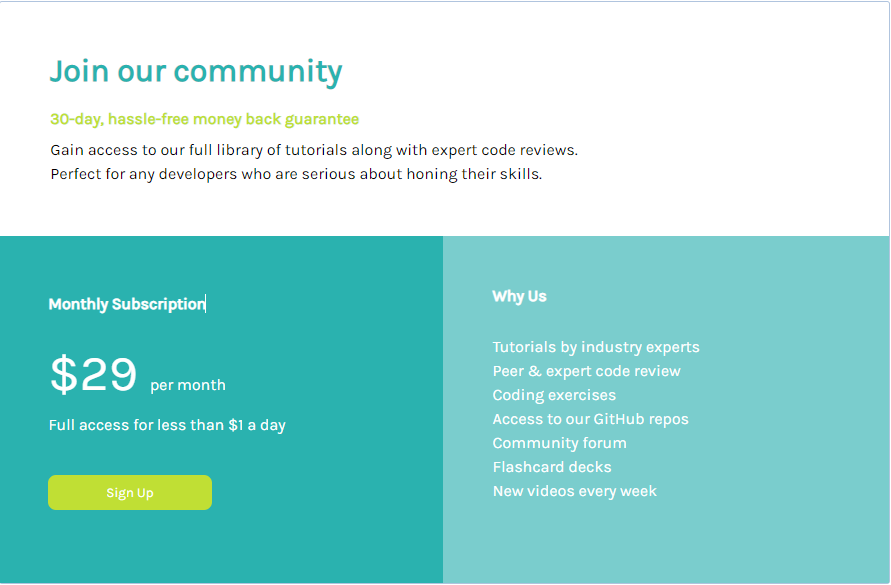 Join our community
30-day, hassle-free money back guarantee
Gain access to our full library of tutorials along with expert code reviews.
Perfect for any developers who are serious about honing their skills.
Monthly Subscription
$29 per month
Full access for less than $1 a day
Sign Up
Why Us
Tutorials by industry experts
Peer & expert code review
Coding exercises
Access to our GitHub repos
Community forum
Flashcard decks
New videos every week